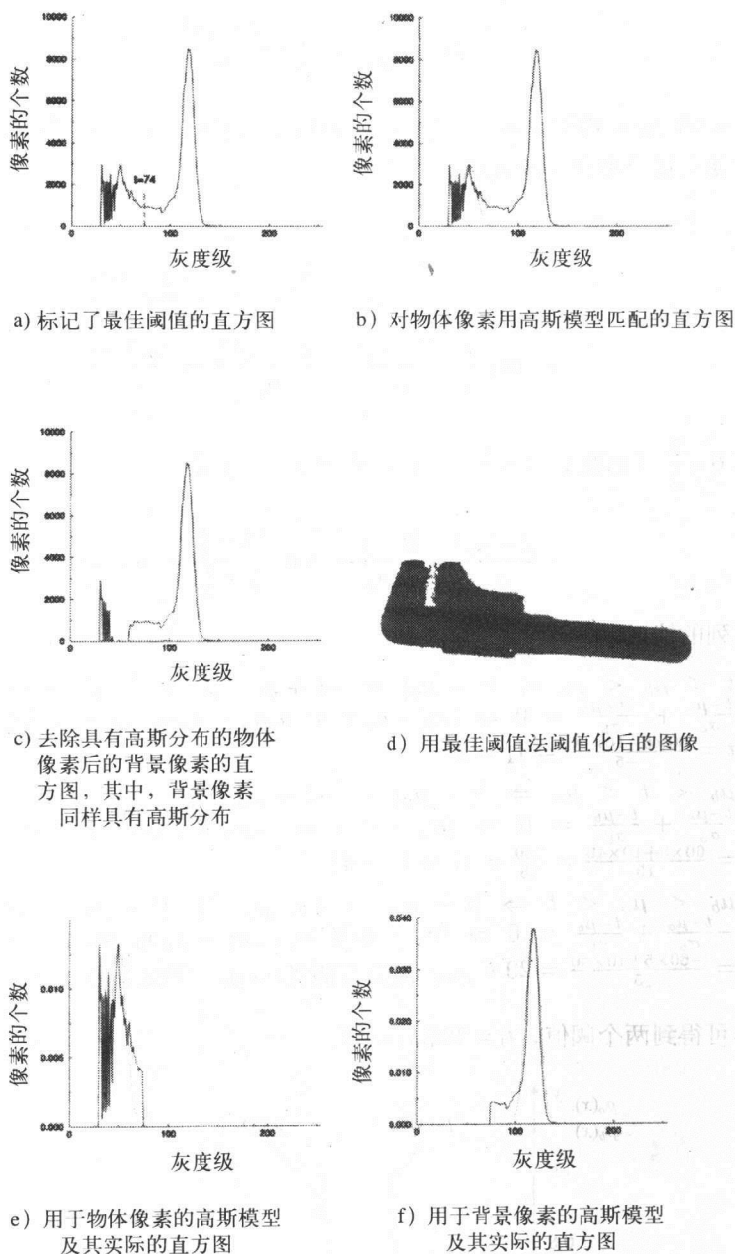 10000
8000
6000
4000
2000
0
像素的个数
t=74
0
100
200
灰度级
a) 标记了最佳阈值的直方图
10000
8000
6000
4000
2000
0
像素的个数
0
100
200
灰度级
b) 对物体像素用高斯模型匹配的直方图
10000
8000
6000
4000
2000
0
像素的个数
0
100
200
灰度级
c) 去除具有高斯分布的物体
像素后的背景像素的直
方图,其中,背景像素
同样具有高斯分布
d) 用最佳阈值法阈值化后的图像
0.010
0.005
0.000
像素的个数
0
100
200
灰度级
e) 用于物体像素的高斯模型
及其实际的直方图
0.040
0.030
0.020
0.010
0.000
像素的个数
0
100
200
灰度级
f) 用于背景像素的高斯模型
及其实际的直方图